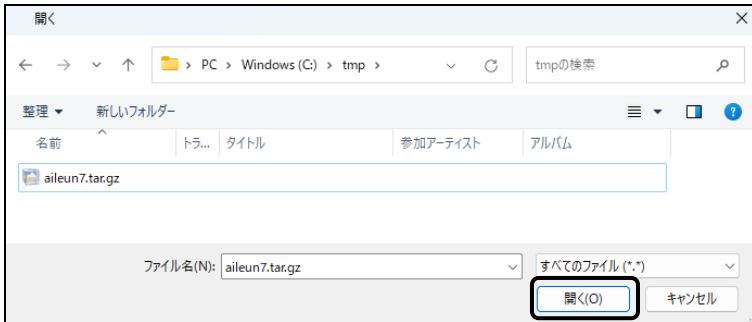 開く
PC > Windows (C:) > tmp >
tmpの検索
整理 新しいフォルダー
名前 トラ... タイトル 参加アーティスト アルバム
aileun7.tar.gz
ファイル名(N): aileun7.tar.gz すべてのファイル (*.*)
開く(O) キャンセル